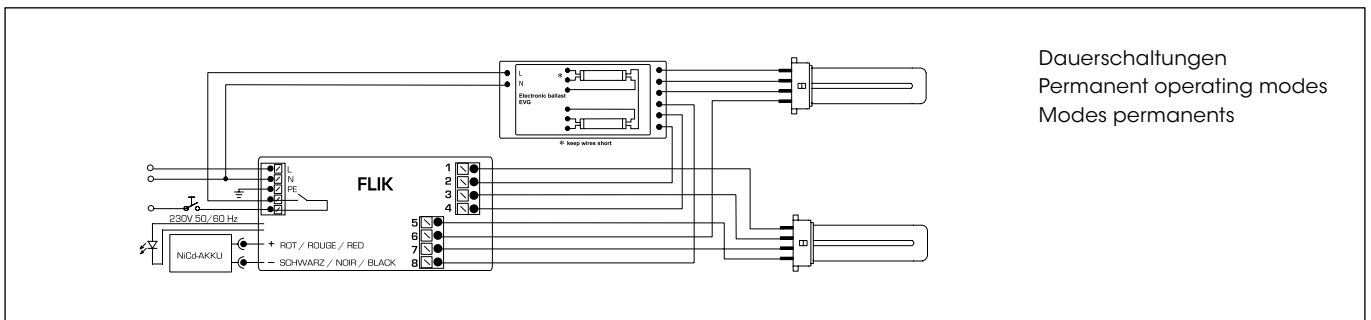 Dauerschaltungen
Permanent operating modes
Modes permanents
L
N
*
Electronic ballast
EVG
* keep wires short
FLIK
L
N
PE
230V 50/60 Hz
NiCd-AKKU
+ ROT / ROUGE / RED
– SCHWARZ / NOIR / BLACK
1
2
3
4
5
6
7
8